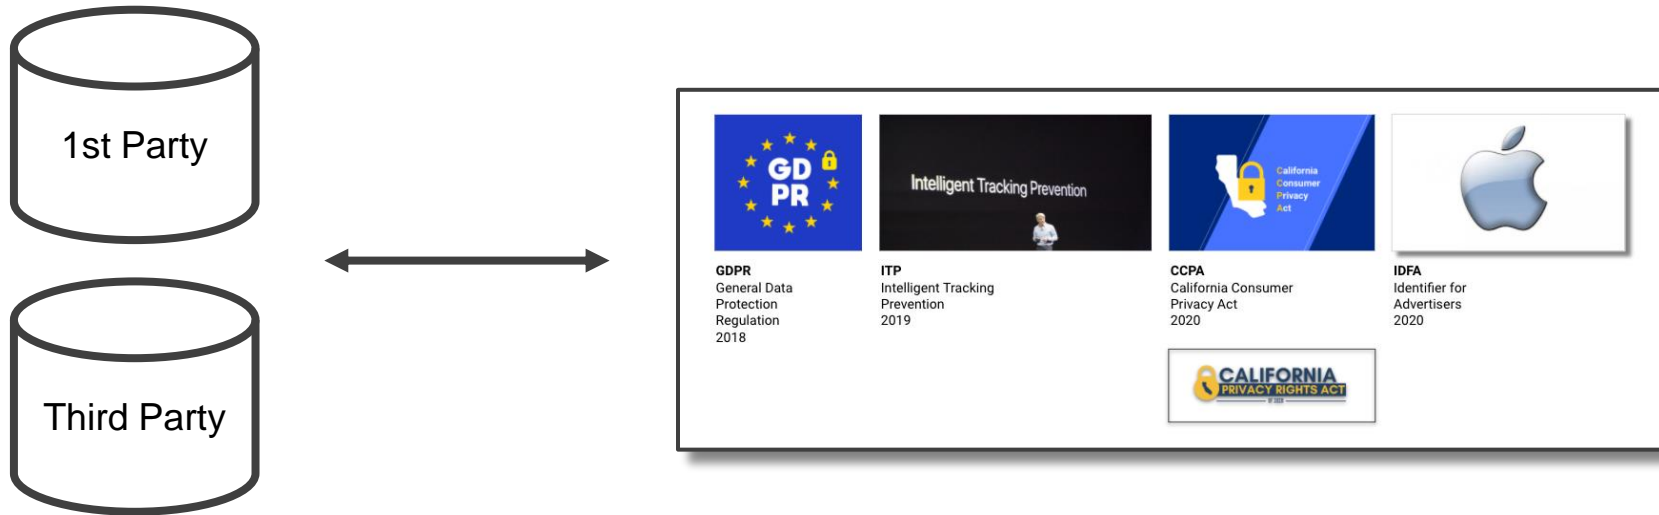 1st Party
Third Party
GD
PR
Intelligent Tracking Prevention
California
Consumer
Privacy
Act
GDPR
General Data
Protection
Regulation
2018
ITP
Intelligent Tracking
Prevention
2019
CCPA
California Consumer
Privacy Act
2020
IDFA
Identifier for
Advertisers
2020
CALIFORNIA
PRIVACY RIGHTS ACT